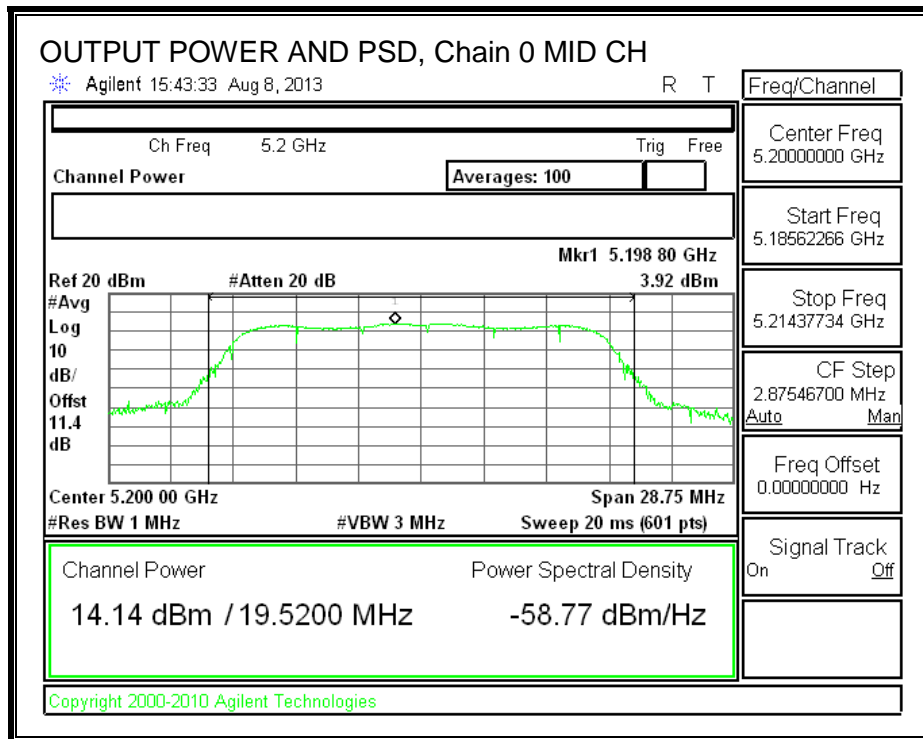 OUTPUT POWER AND PSD, Chain 0 MID CH
Agilent 15:43:33 Aug 8, 2013 R T
Freq/Channel
Ch Freq 5.2 GHz Trig Free
Channel Power Averages: 100
Mkr1 5.198 80 GHz
Ref 20 dBm #Atten 20 dB 3.92 dBm
#Avg
Log
10
dB/
Offst
11.4
dB
1
Center 5.200 00 GHz Span 28.75 MHz
#Res BW 1 MHz #VBW 3 MHz Sweep 20 ms (601 pts)
Channel Power Power Spectral Density
14.14 dBm / 19.5200 MHz -58.77 dBm/Hz
Center Freq
5.20000000 GHz
Start Freq
5.18562266 GHz
Stop Freq
5.21437734 GHz
CF Step
2.87546700 MHz
Auto Man
Freq Offset
0.00000000 Hz
Signal Track
On Off
Copyright 2000-2010 Agilent Technologies